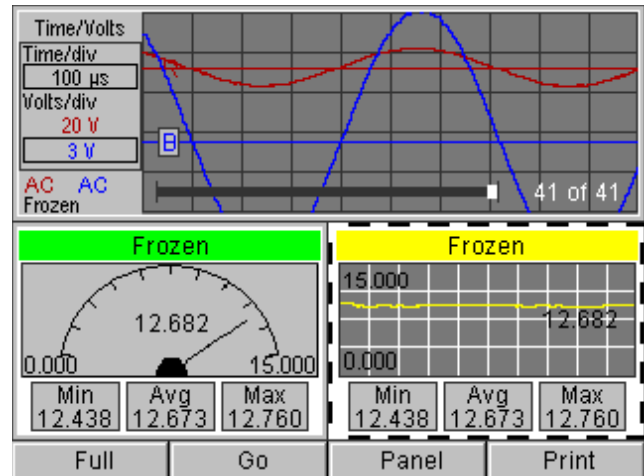 Time/Volts
Time/div
100 µs
Volts/div
20 V
3 V
AC AC
Frozen
B
41 of 41
Frozen
12.682
0.000
15.000
Min
12.438
Avg
12.673
Max
12.760
Frozen
15.000
12.682
0.000
Min
12.438
Avg
12.673
Max
12.760
Full
Go
Panel
Print